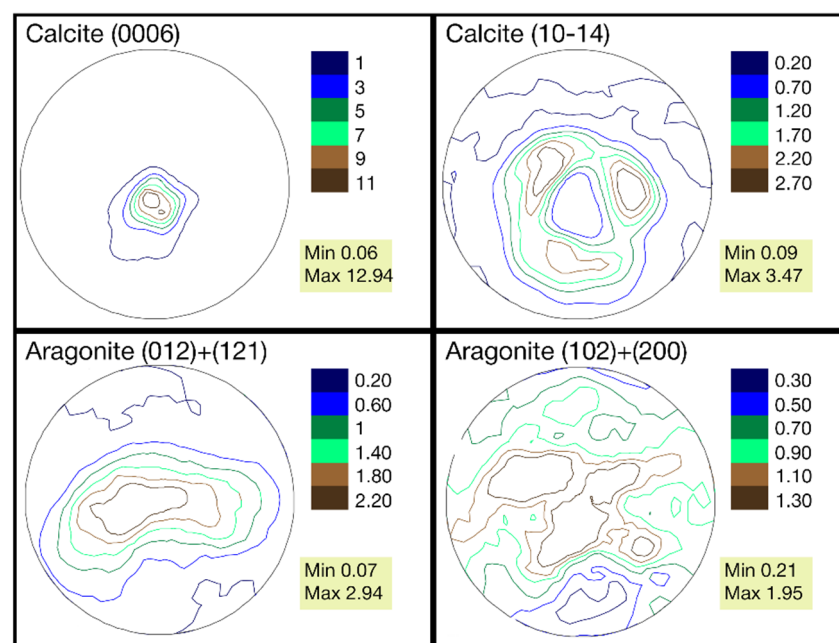 Calcite (0006)
1
3
5
7
9
11
Min 0.06
Max 12.94
Calcite (10-14)
0.20
0.70
1.20
1.70
2.20
2.70
Min 0.09
Max 3.47
Aragonite (012)+(121)
0.20
0.60
1
1.40
1.80
2.20
Min 0.07
Max 2.94
Aragonite (102)+(200)
0.30
0.50
0.70
0.90
1.10
1.30
Min 0.21
Max 1.95